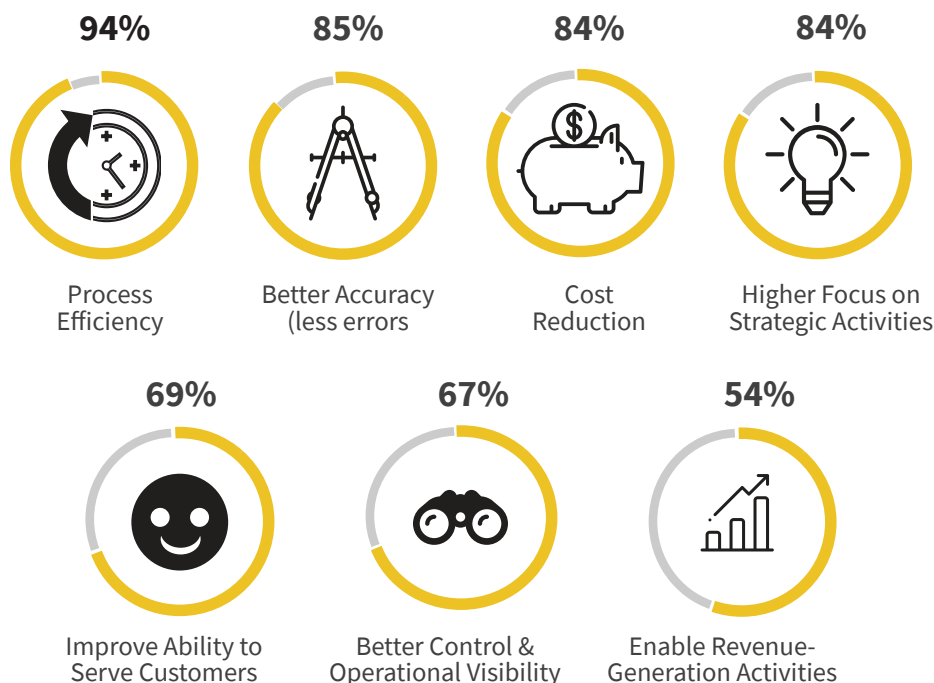 94%
85%
84%
84%
Process
Efficiency
Better Accuracy
(less errors
Cost
Reduction
Higher Focus on
Strategic Activities
69%
67%
54%
Improve Ability to
Serve Customers
Better Control &
Operational Visibility
Enable Revenue-
Generation Activities